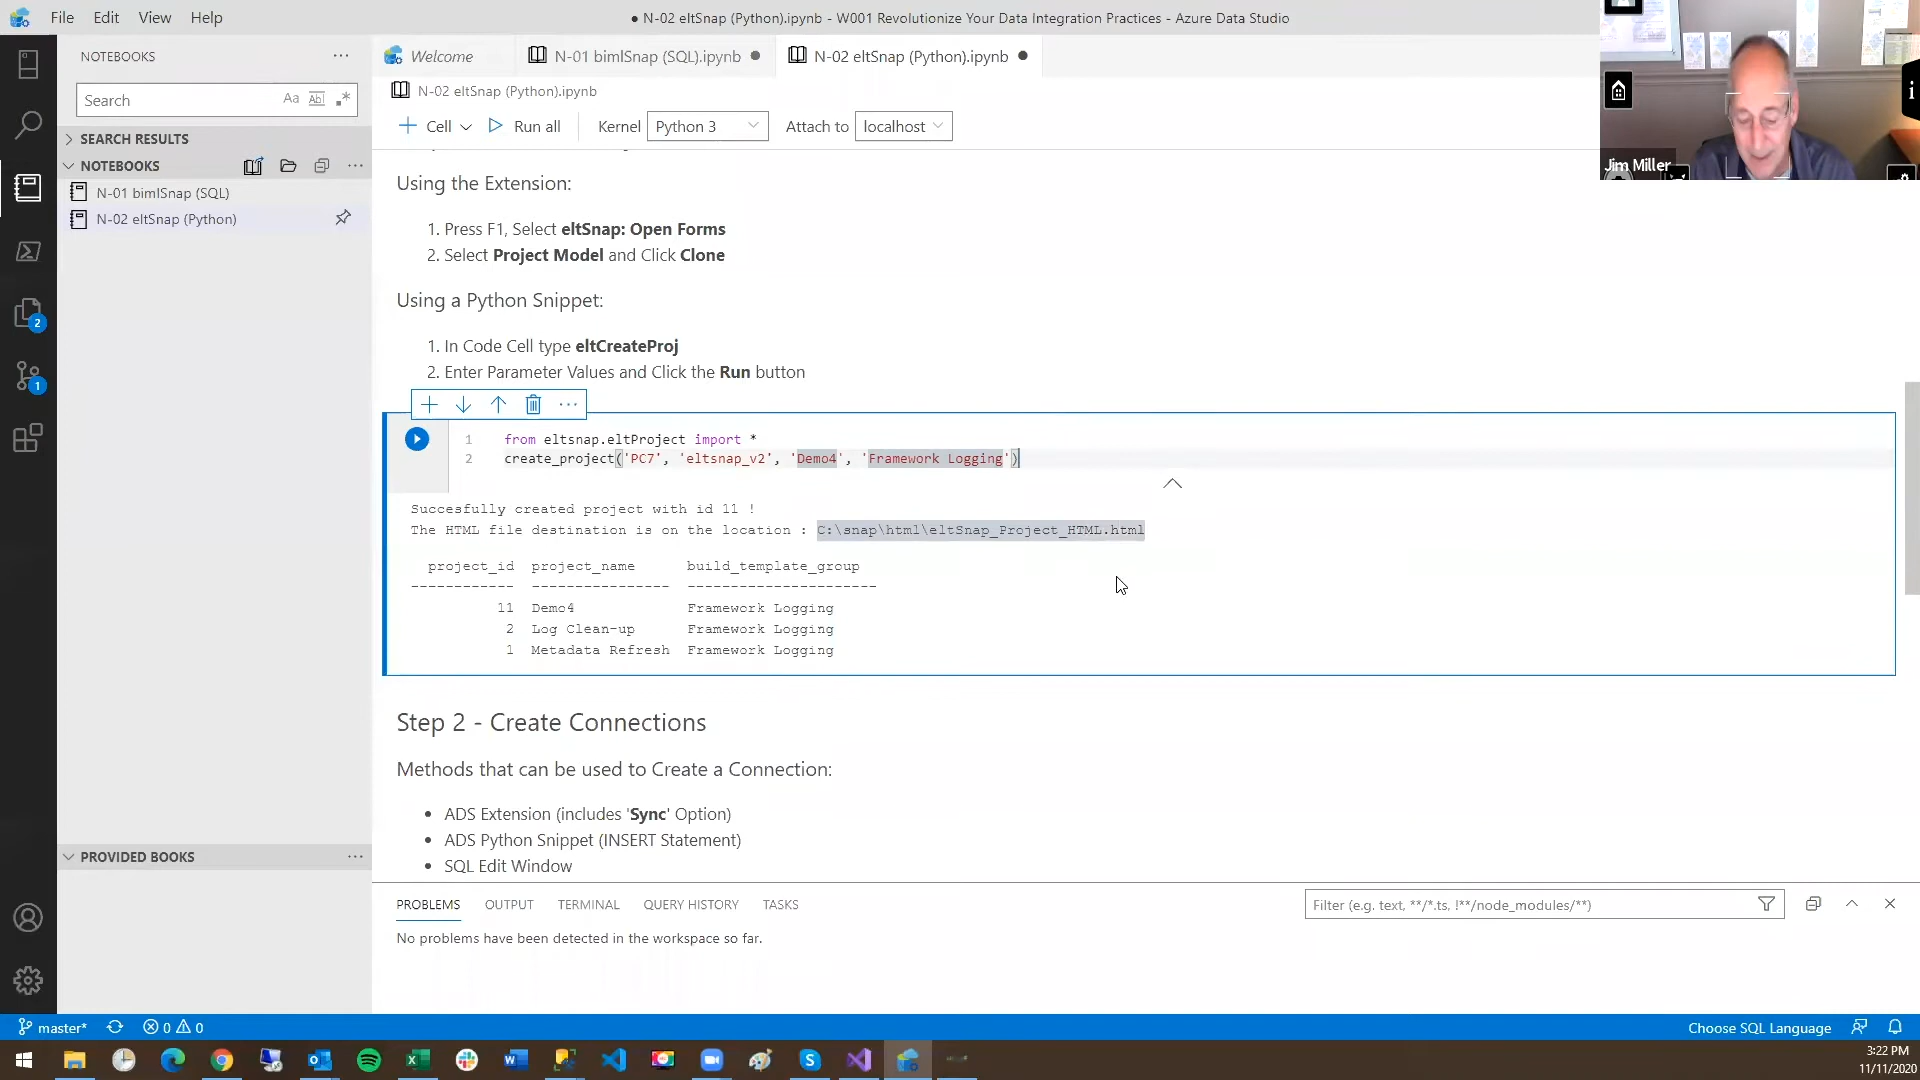 File Edit View Help
● N-02 eltSnap (Python).ipynb - W001 Revolutionize Your Data Integration Practices - Azure Data Studio
NOTEBOOKS
Search
Aa
SEARCH RESULTS
NOTEBOOKS
N-01 bimlSnap (SQL)
N-02 eltSnap (Python)
PROVIDED BOOKS
Welcome
N-01 bimlSnap (SQL).ipynb
N-02 eltSnap (Python).ipynb
N-02 eltSnap (Python).ipynb
Cell
Run all
Kernel Python 3
Attach to localhost
Using the Extension:
1. Press F1, Select eltSnap: Open Forms
2. Select Project Model and Click Clone
Using a Python Snippet:
1. In Code Cell type eltCreateProj
2. Enter Parameter Values and Click the Run button
1 from eltsnap.eltProject import *
2 create_project('PC7', 'eltsnap_v2', 'Demo4', 'Framework Logging')
Succesfully created project with id 11 !
The HTML file destination is on the location : C:\snap\html\eltSnap_Project_HTML.html
project_id project_name build_template_group
------------ ---------------- ----------------------
11 Demo4 Framework Logging
2 Log Clean-up Framework Logging
1 Metadata Refresh Framework Logging
Step 2 - Create Connections
Methods that can be used to Create a Connection:
• ADS Extension (includes 'Sync' Option)
• ADS Python Snippet (INSERT Statement)
• SQL Edit Window
PROBLEMS OUTPUT TERMINAL QUERY HISTORY TASKS
Filter (e.g. text, **/*.ts, !**/node_modules/**)
No problems have been detected in the workspace so far.
Jim Miller
2
1
master* 0 0
Choose SQL Language
3:22 PM
11/11/2020